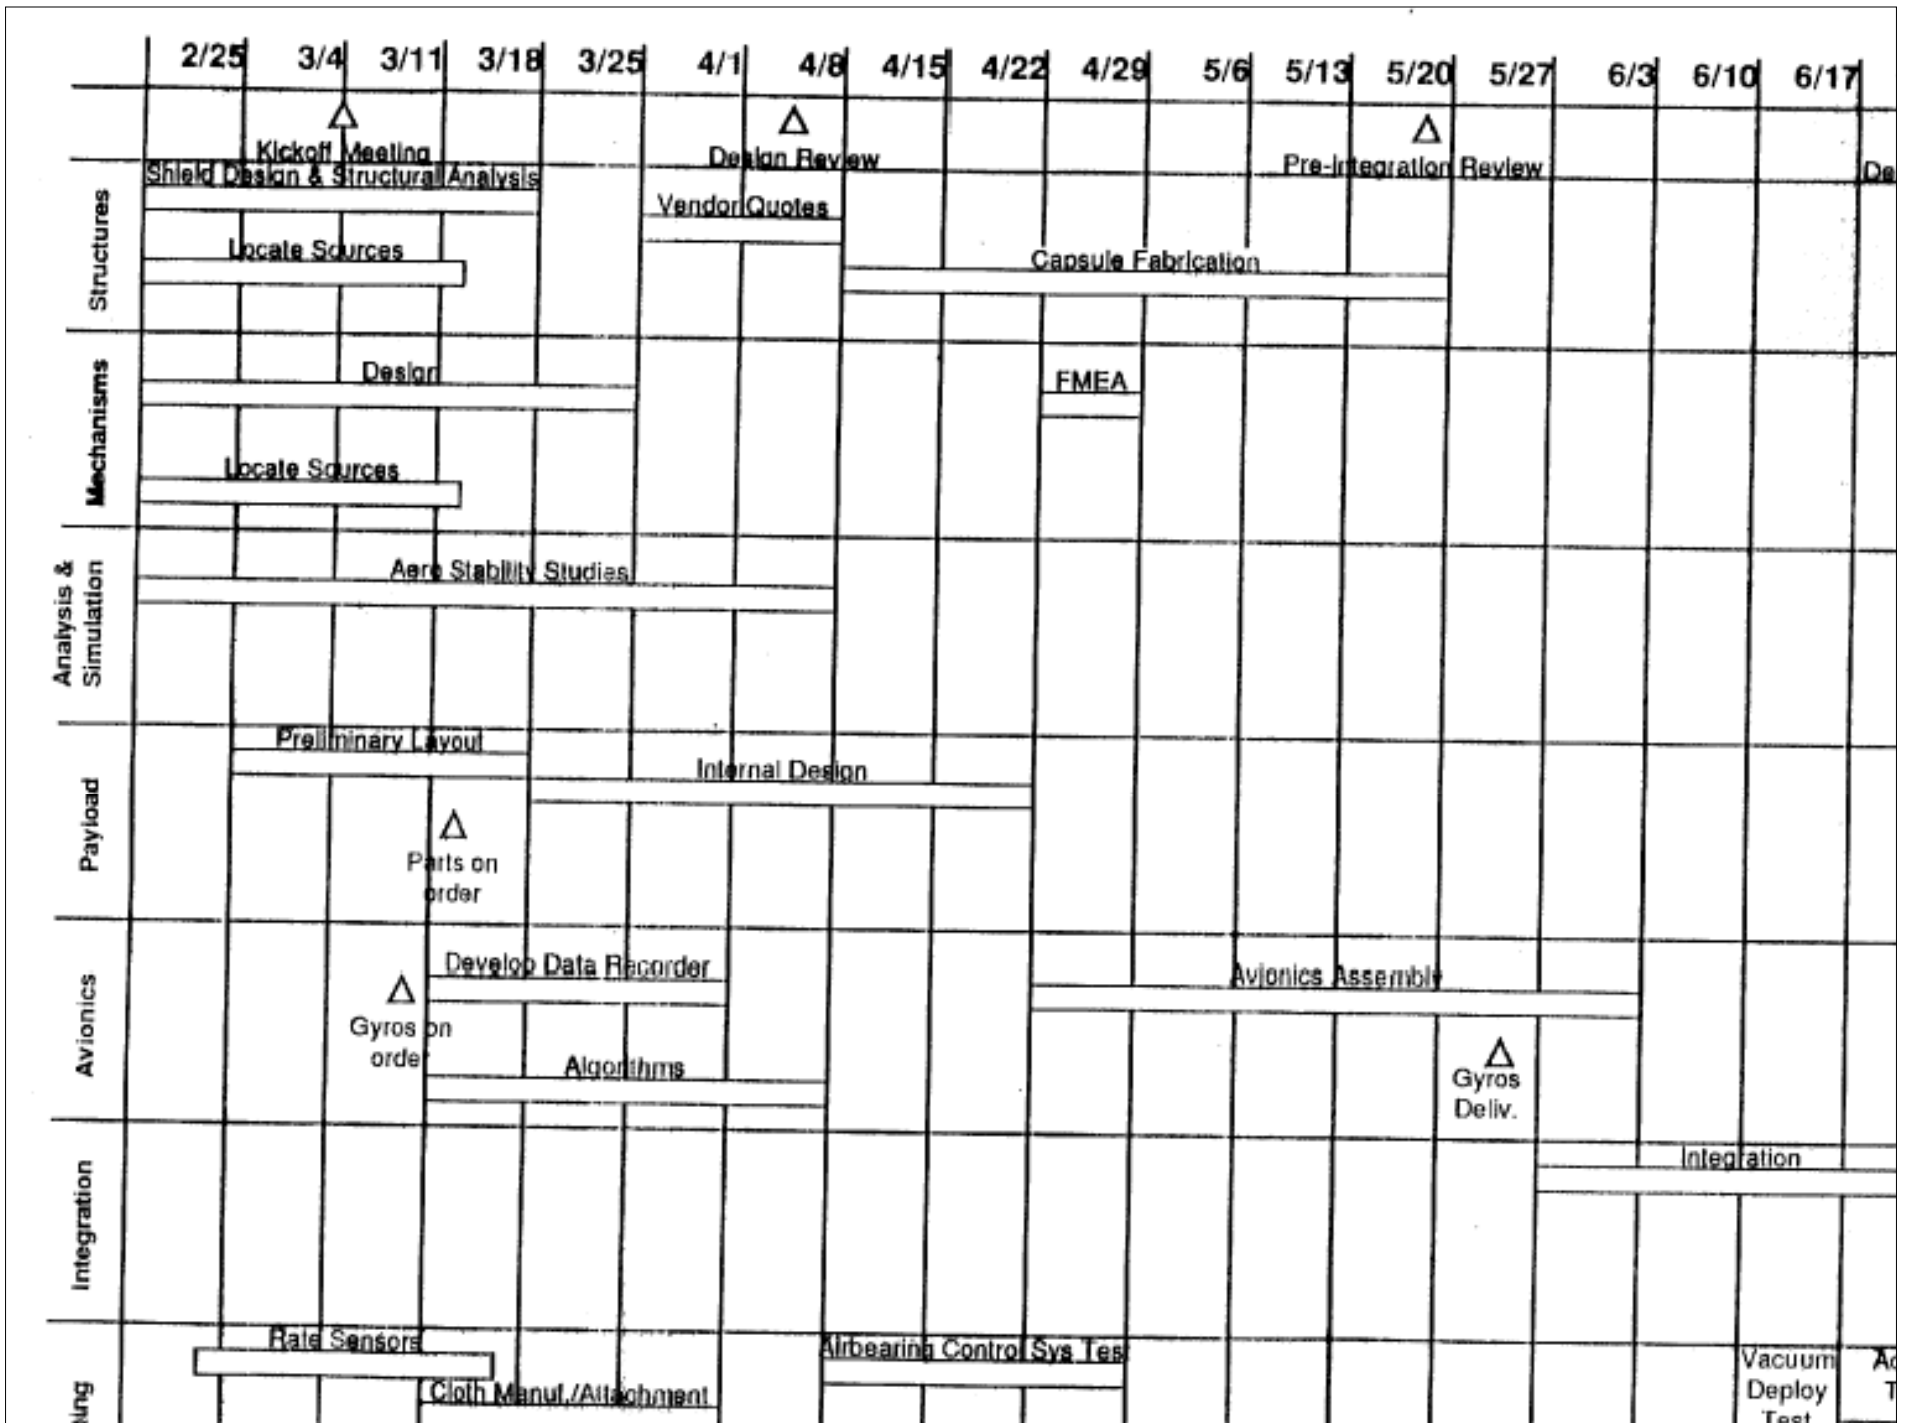 2/25 3/4 3/11 3/18 3/25 4/1 4/8 4/15 4/22 4/29 5/6 5/13 5/20 5/27 6/3 6/10 6/17
Kickoff Meeting
Design Review
Pre-Integration Review
De
Structures
Shield Design & Structural Analysis
Vendor Quotes
Locate Sources
Capsule Fabrication
Mechanisms
Design
FMEA
Locate Sources
Analysis &
Simulation
Aero Stability Studies
Payload
Preliminary Layout
Internal Design
Parts on
order
Avionics
Develop Data Recorder
Avionics Assembly
Gyros on
order
Algorithms
Gyros
Deliv.
Integration
Integration
Rate Sensors
Airbearing Control Sys Test
Cloth Manuf./Attachment
Vacuum
Deploy
Test